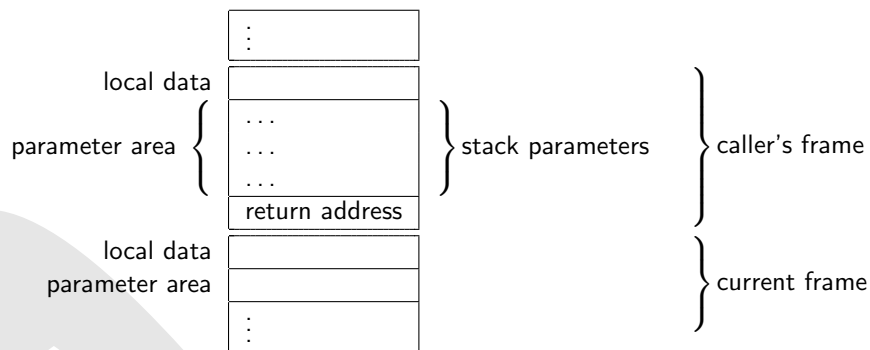 ⋮
local data
parameter area
. . .
. . .
. . .
stack parameters
caller's frame
return address
local data
parameter area
current frame
⋮